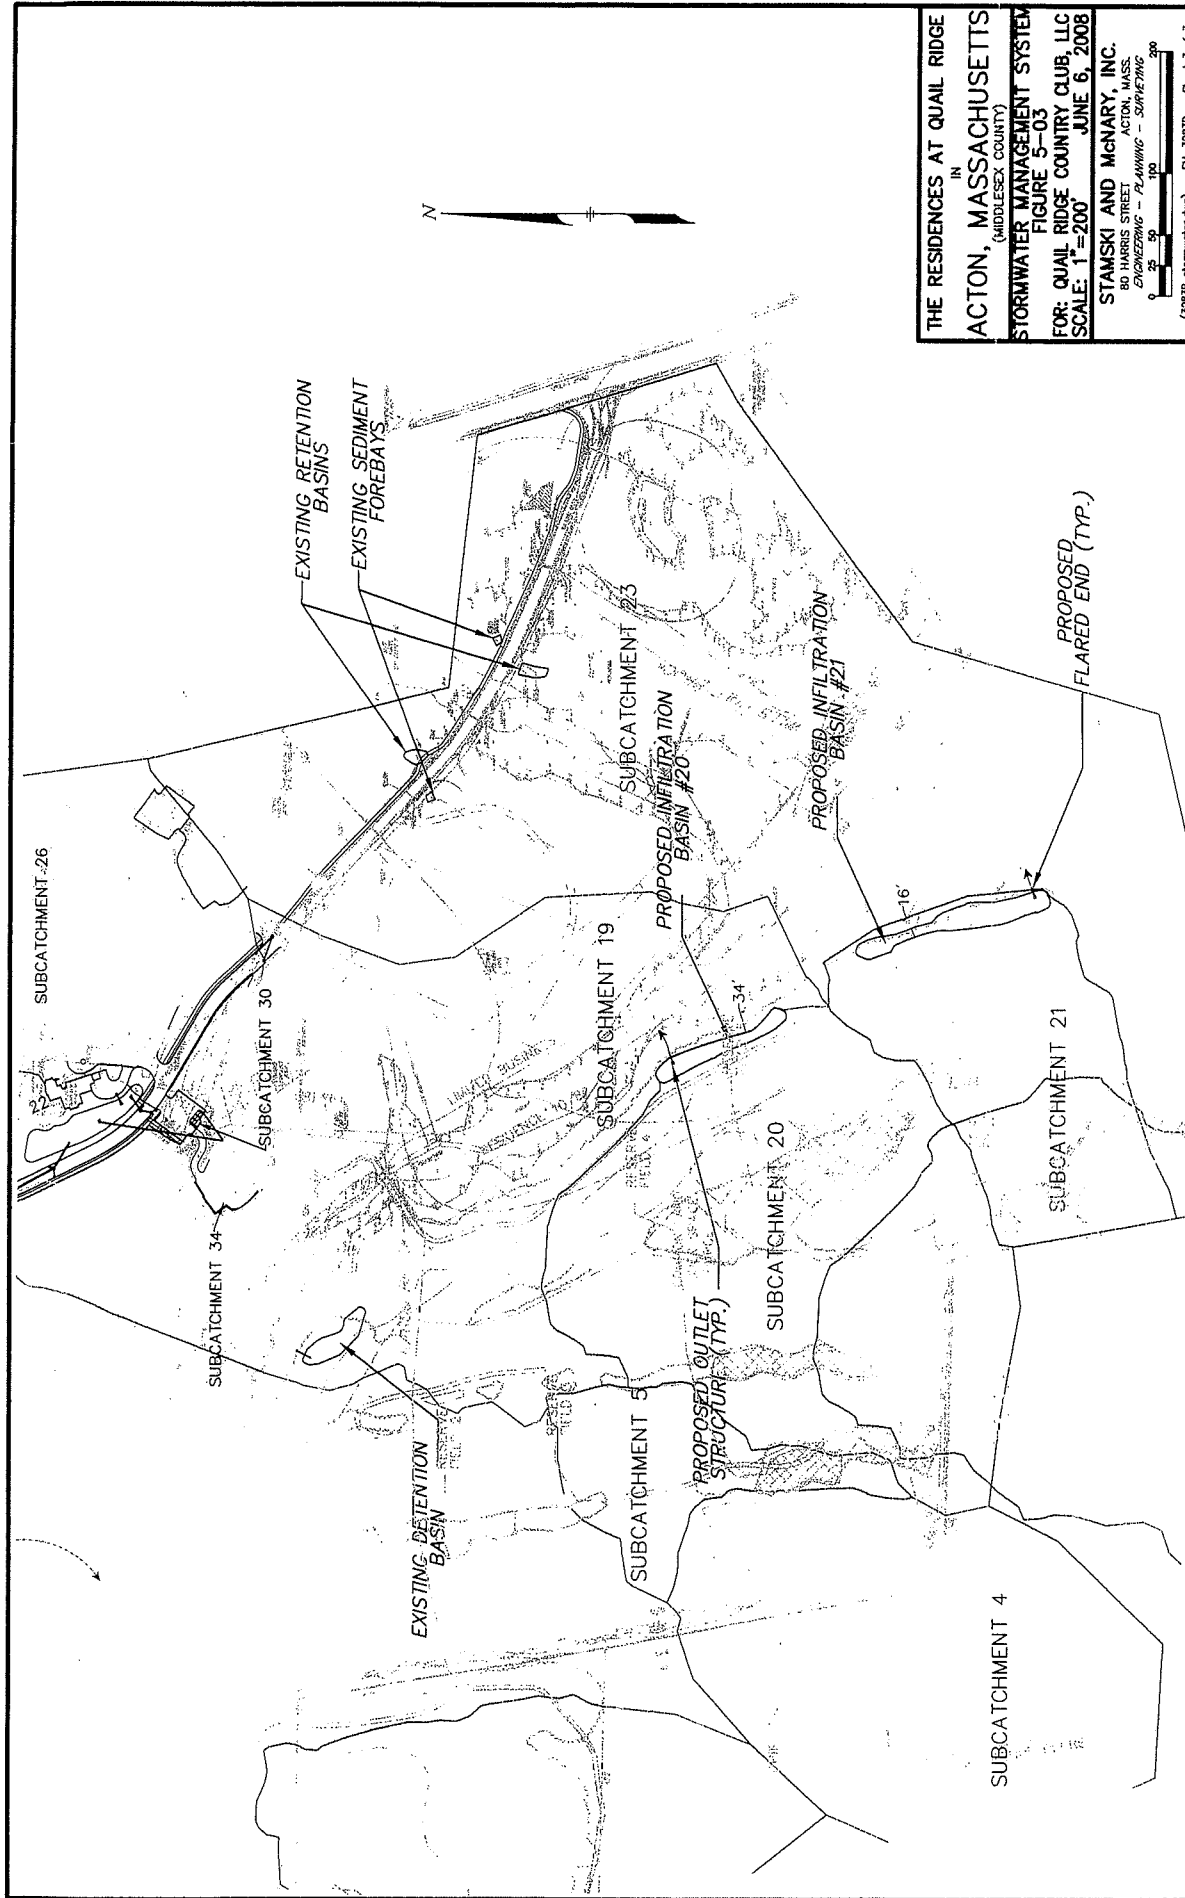 THE RESIDENCES AT QUAIL RIDGE
IN
ACTON, MASSACHUSETTS
(MIDDLESEX COUNTY)
STORMWATER MANAGEMENT SYSTEM
FIGURE 5-03
FOR: QUAIL RIDGE COUNTRY CLUB, LLC
SCALE: 1"=200' JUNE 6, 2008
STAMSKI AND McNARY, INC.
80 HARRIS STREET ACTON, MASS.
ENGINEERING - PLANNING - SURVEYING
0 25 50 100 200
N
EXISTING RETENTION
BASINS
EXISTING SEDIMENT
FOREBAYS
SUBCATCHMENT 26
22
SUBCATCHMENT 30
SUBCATCHMENT 34
SUBCATCHMENT 23
PROPOSED INFILTRATION
BASIN #20
PROPOSED INFILTRATION
BASIN #21
PROPOSED
FLARED END (TYP.)
16'
34'
SUBCATCHMENT 19
SUBCATCHMENT 20
SUBCATCHMENT 21
PROPOSED OUTLET
STRUCTURE (TYP.)
EXISTING DETENTION
BASIN
SUBCATCHMENT 5
SUBCATCHMENT 4